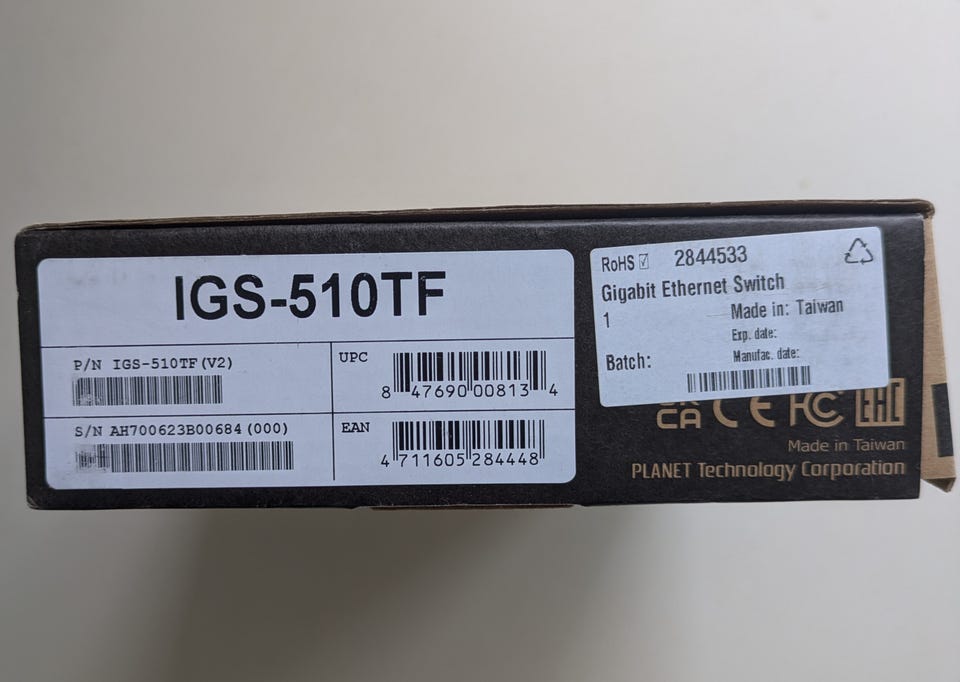 IGS-510TF
P/N IGS-510TF(V2)
S/N AH700623B00684(000)
UPC
8 47690 00813 4
EAN
4 711605 284448
RoHS ☑ 2844533
Gigabit Ethernet Switch
1 Made in: Taiwan
Exp. date:
Batch: Manufac. date:
CA CE FC EAC
Made in Taiwan
PLANET Technology Corporation